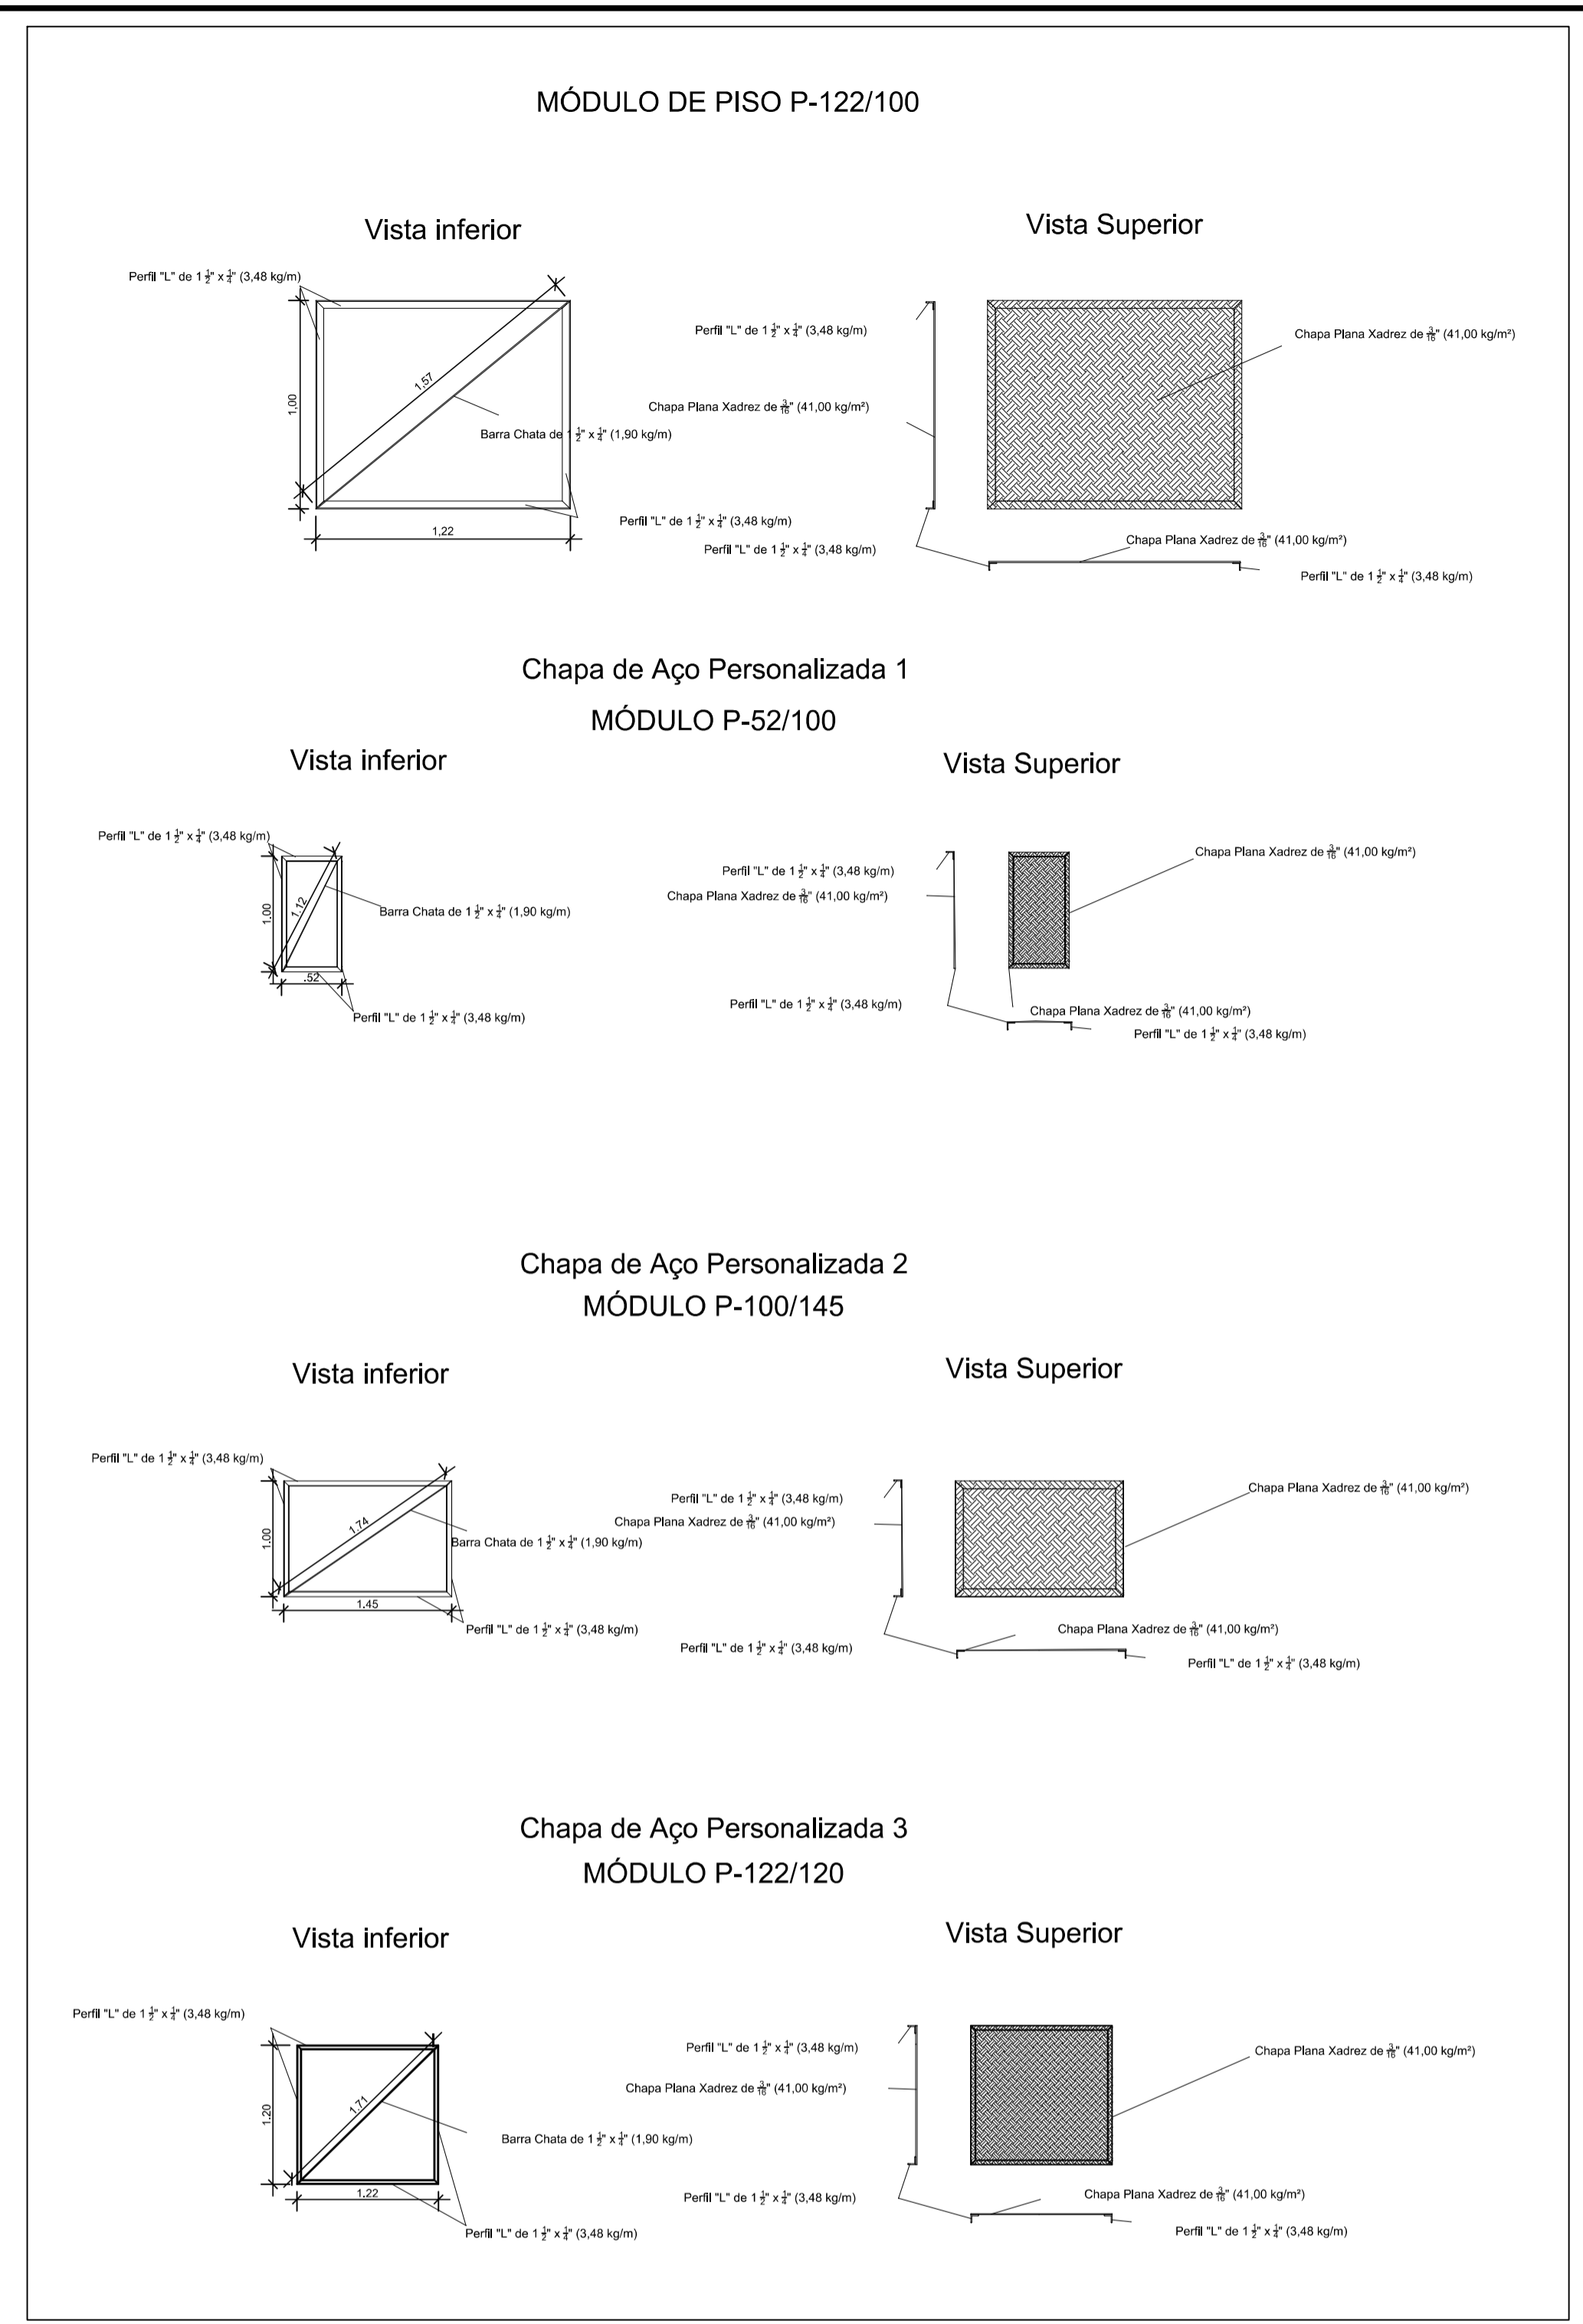 MÓDULO DE PISO P-122/100
Vista inferior
Vista Superior
Perfil "L" de 1 1/2" x 1/4" (3,48 kg/m)
Perfil "L" de 1 1/2" x 1/4" (3,48 kg/m)
Chapa Plana Xadrez de 3/16" (41,00 kg/m²)
1,57
1,00
Chapa Plana Xadrez de 3/16" (41,00 kg/m²)
Barra Chata de 1 1/2" x 1/4" (1,90 kg/m)
Perfil "L" de 1 1/2" x 1/4" (3,48 kg/m)
1,22
Chapa Plana Xadrez de 3/16" (41,00 kg/m²)
Perfil "L" de 1 1/2" x 1/4" (3,48 kg/m)
Perfil "L" de 1 1/2" x 1/4" (3,48 kg/m)
Chapa de Aço Personalizada 1
MÓDULO P-52/100
Vista inferior
Vista Superior
Perfil "L" de 1 1/2" x 1/4" (3,48 kg/m)
Chapa Plana Xadrez de 3/16" (41,00 kg/m²)
Perfil "L" de 1 1/2" x 1/4" (3,48 kg/m)
Chapa Plana Xadrez de 3/16" (41,00 kg/m²)
1.00
1.12
Barra Chata de 1 1/2" x 1/4" (1,90 kg/m)
.52
Perfil "L" de 1 1/2" x 1/4" (3,48 kg/m)
Perfil "L" de 1 1/2" x 1/4" (3,48 kg/m)
Chapa Plana Xadrez de 3/16" (41,00 kg/m²)
Perfil "L" de 1 1/2" x 1/4" (3,48 kg/m)
Chapa de Aço Personalizada 2
MÓDULO P-100/145
Vista inferior
Vista Superior
Perfil "L" de 1 1/2" x 1/4" (3,48 kg/m)
Chapa Plana Xadrez de 3/16" (41,00 kg/m²)
Perfil "L" de 1 1/2" x 1/4" (3,48 kg/m)
Chapa Plana Xadrez de 3/16" (41,00 kg/m²)
1.74
1.00
Barra Chata de 1 1/2" x 1/4" (1,90 kg/m)
1.45
Perfil "L" de 1 1/2" x 1/4" (3,48 kg/m)
Chapa Plana Xadrez de 3/16" (41,00 kg/m²)
Perfil "L" de 1 1/2" x 1/4" (3,48 kg/m)
Perfil "L" de 1 1/2" x 1/4" (3,48 kg/m)
Chapa de Aço Personalizada 3
MÓDULO P-122/120
Vista inferior
Vista Superior
Perfil "L" de 1 1/2" x 1/4" (3,48 kg/m)
Perfil "L" de 1 1/2" x 1/4" (3,48 kg/m)
Chapa Plana Xadrez de 3/16" (41,00 kg/m²)
Chapa Plana Xadrez de 3/16" (41,00 kg/m²)
1.71
1.20
Barra Chata de 1 1/2" x 1/4" (1,90 kg/m)
1.22
Perfil "L" de 1 1/2" x 1/4" (3,48 kg/m)
Chapa Plana Xadrez de 3/16" (41,00 kg/m²)
Perfil "L" de 1 1/2" x 1/4" (3,48 kg/m)
Perfil "L" de 1 1/2" x 1/4" (3,48 kg/m)